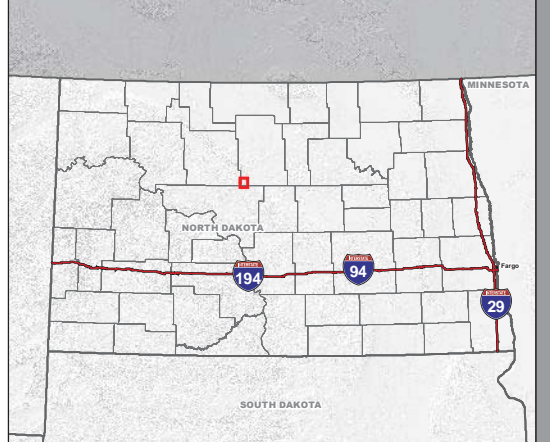 MINNESOTA
NORTH DAKOTA
Fargo
194
94
29
SOUTH DAKOTA